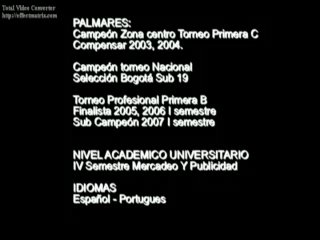 Total Video Converter
http://effectmatrix.com
PALMARES:
Campeón Zona centro Torneo Primera C
Compensar 2003, 2004.
Campeón torneo Nacional
Selección Bogotá Sub 19
Torneo Profesional Primera B
Finalista 2005, 2006 I semestre
Sub Campeón 2007 I semestre
NIVEL ACADEMICO UNIVERSITARIO
IV Semestre Mercadeo Y Publicidad
IDIOMAS
Español - Portugues